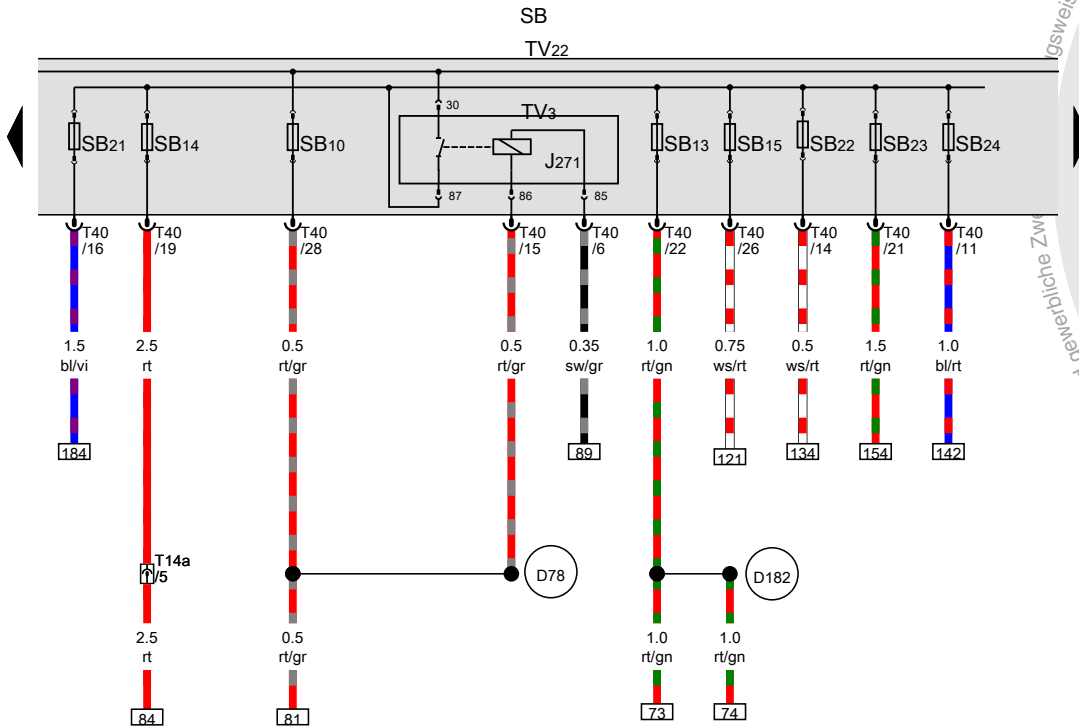 SB
TV22
30
TV3
SB21
SB14
SB10
J271
SB13
SB15
SB22
SB23
SB24
87
86
85
T40
/16
T40
/19
T40
/28
T40
/15
T40
/6
T40
/22
T40
/26
T40
/14
T40
/21
T40
/11
1.5
bl/vi
2.5
rt
0.5
rt/gr
0.5
rt/gr
0.35
sw/gr
1.0
rt/gn
0.75
ws/rt
0.5
ws/rt
1.5
rt/gn
1.0
bl/rt
184
89
121
134
154
142
T14a
/5
D78
D182
2.5
rt
0.5
rt/gr
1.0
rt/gn
1.0
rt/gn
84
81
73
74
gewerbliche